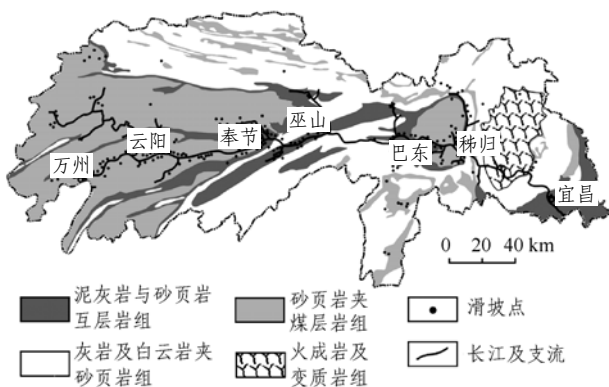 巫山
云阳
奉节
万州
巴东
秭归
宜昌
0 20 40 km
泥灰岩与砂页岩
互层岩组
砂页岩夹
煤层岩组
滑坡点
灰岩及白云岩夹
砂页岩组
火成岩及
变质岩组
长江及支流